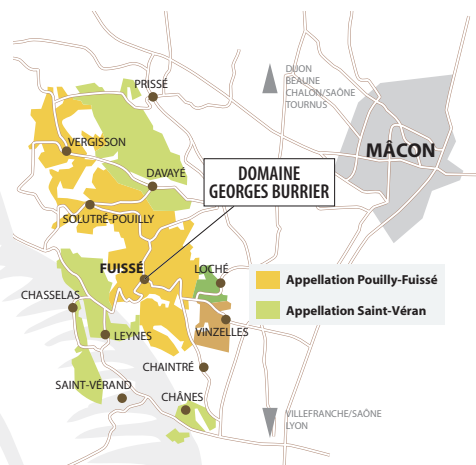 DIJON
BEAUNE
CHALON/SAÔNE
TOURNUS
PRISSÉ
VERGISSON
MÂCON
DAVAYÉ
DOMAINE
GEORGES BURRIER
SOLUTRÉ-POUILLY
FUISSÉ
LOCHÉ
Appellation Pouilly-Fuissé
CHASSELAS
Appellation Saint-Véran
VINZELLES
LEYNES
CHAINTRÉ
SAINT-VÉRAND
CHÂNES
VILLEFRANCHE/SAÔNE
LYON